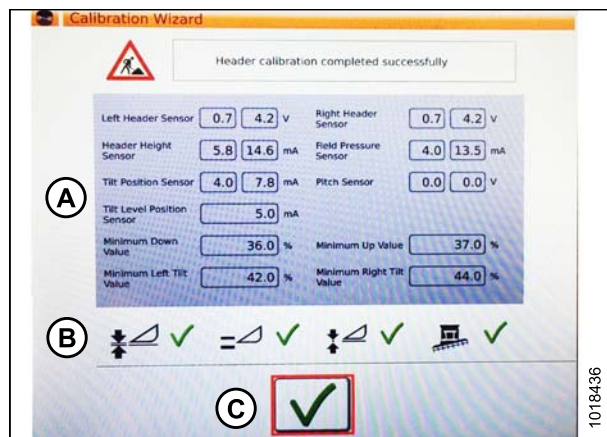 Calibration Wizard
Header calibration completed successfully
Left Header Sensor 0.7 4.2 V Right Header Sensor 0.7 4.2 V
Header Height Sensor 5.8 14.6 mA Field Pressure Sensor 4.0 13.5 mA
A
Tilt Position Sensor 4.0 7.8 mA Pitch Sensor 0.0 0.0 V
Tilt Level Position Sensor 5.0 mA
Minimum Down Value 36.0 % Minimum Up Value 37.0 %
Minimum Left Tilt Value 42.0 % Minimum Right Tilt Value 44.0 %
B
C
1018436